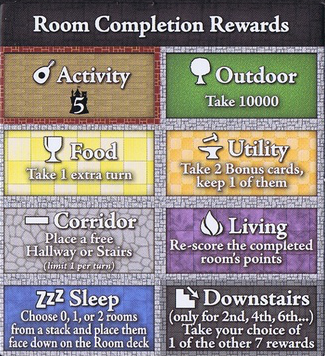 Room Completion Rewards
Activity
5
Outdoor
Take 10000
Food
Take 1 extra turn
Utility
Take 2 Bonus cards,
keep 1 of them
Corridor
Place a free
Hallway or Stairs
(limit 1 per turn)
Living
Re-score the completed
room's points
Sleep
Choose 0, 1, or 2 rooms
from a stack and place them
face down on the Room deck
Downstairs
(only for 2nd, 4th, 6th...)
Take your choice
of 1 of the other 7 rewards